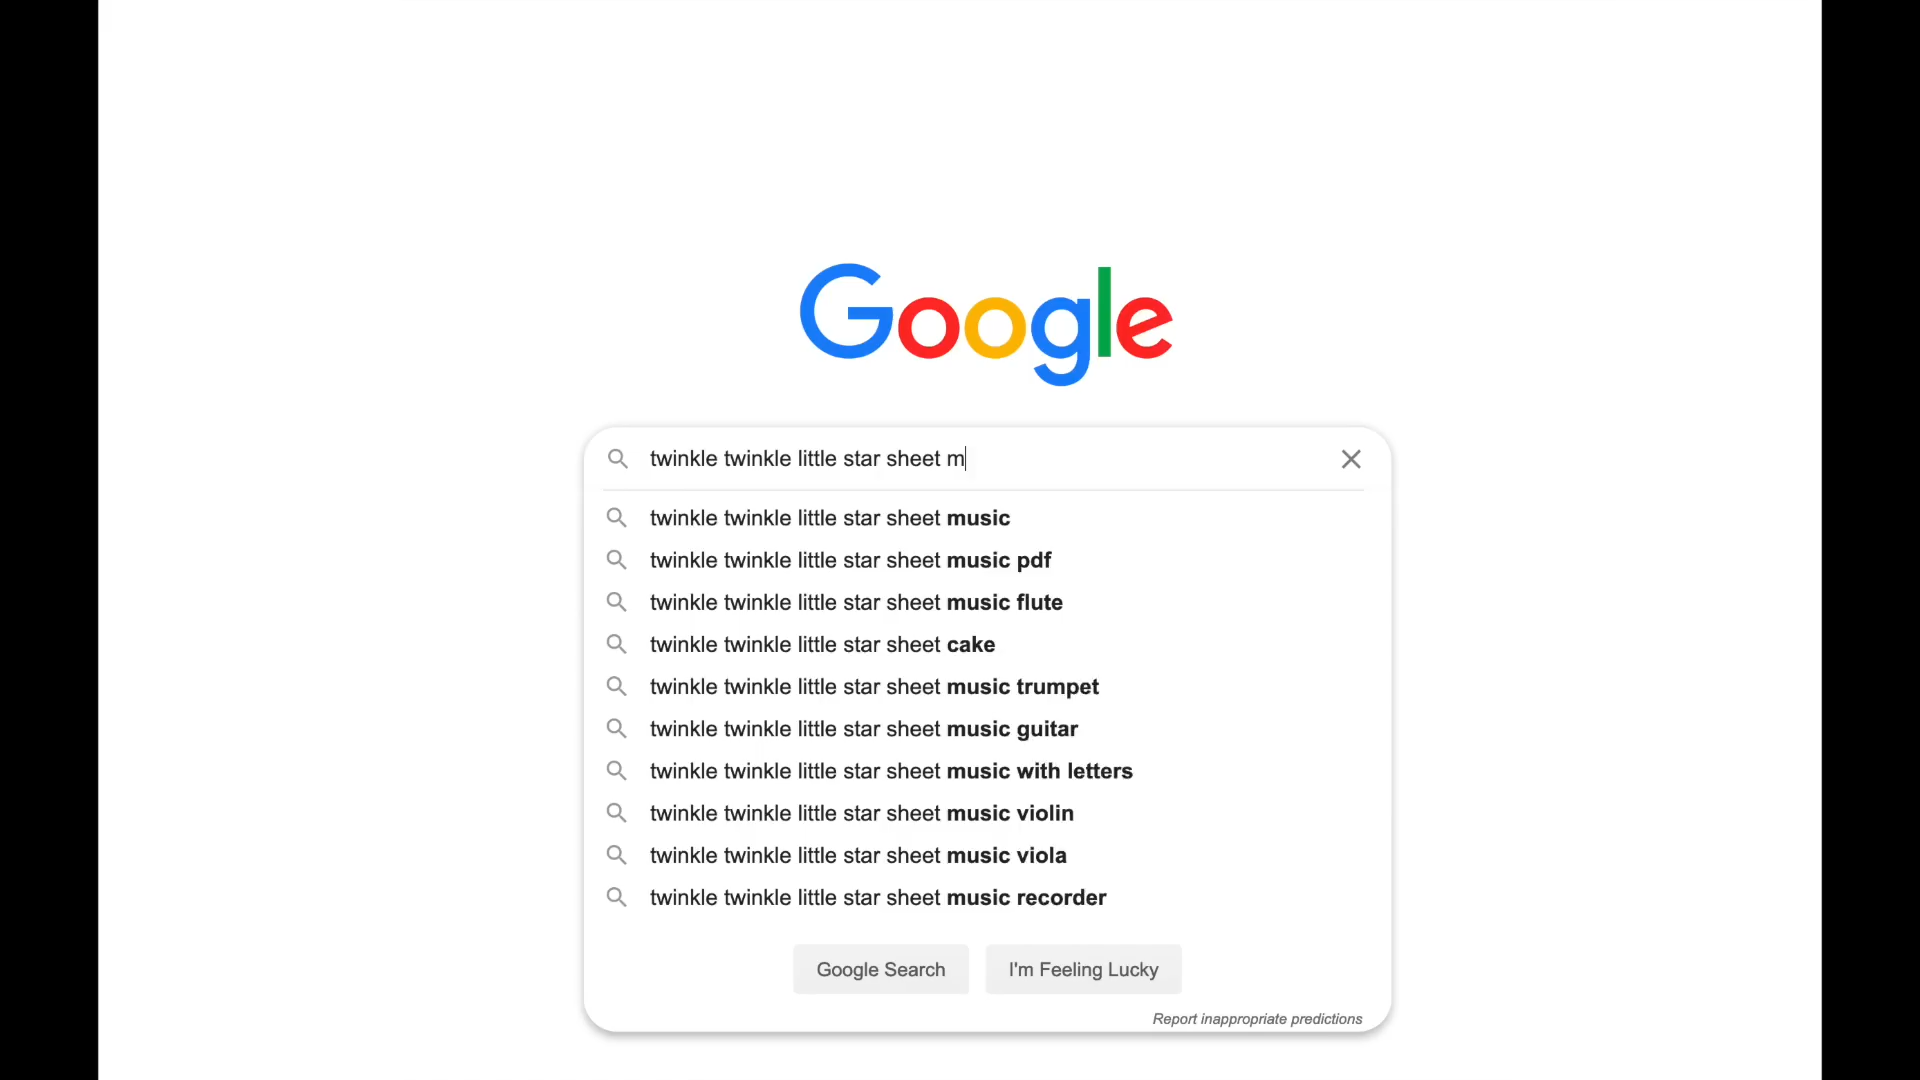 Google
twinkle twinkle little star sheet m
twinkle twinkle little star sheet music
twinkle twinkle little star sheet music pdf
twinkle twinkle little star sheet music flute
twinkle twinkle little star sheet cake
twinkle twinkle little star sheet music trumpet
twinkle twinkle little star sheet music guitar
twinkle twinkle little star sheet music with letters
twinkle twinkle little star sheet music violin
twinkle twinkle little star sheet music viola
twinkle twinkle little star sheet music recorder
Google Search I'm Feeling Lucky
Report inappropriate predictions